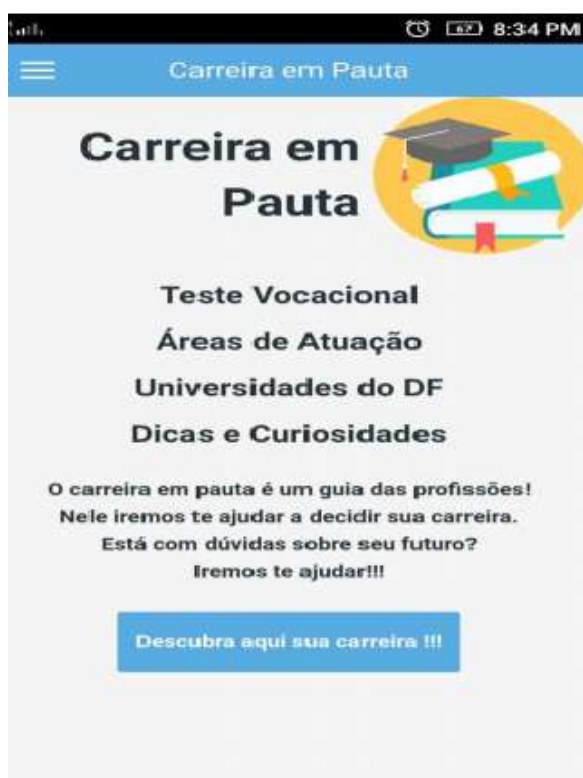 67 8:34 PM
Carreira em Pauta
Carreira em
Pauta
Teste Vocacional
Áreas de Atuação
Universidades do DF
Dicas e Curiosidades
O carreira em pauta é um guia das profissões!
Nele iremos te ajudar a decidir sua carreira.
Está com dúvidas sobre seu futuro?
Iremos te ajudar!!!
Descubra aqui sua carreira !!!